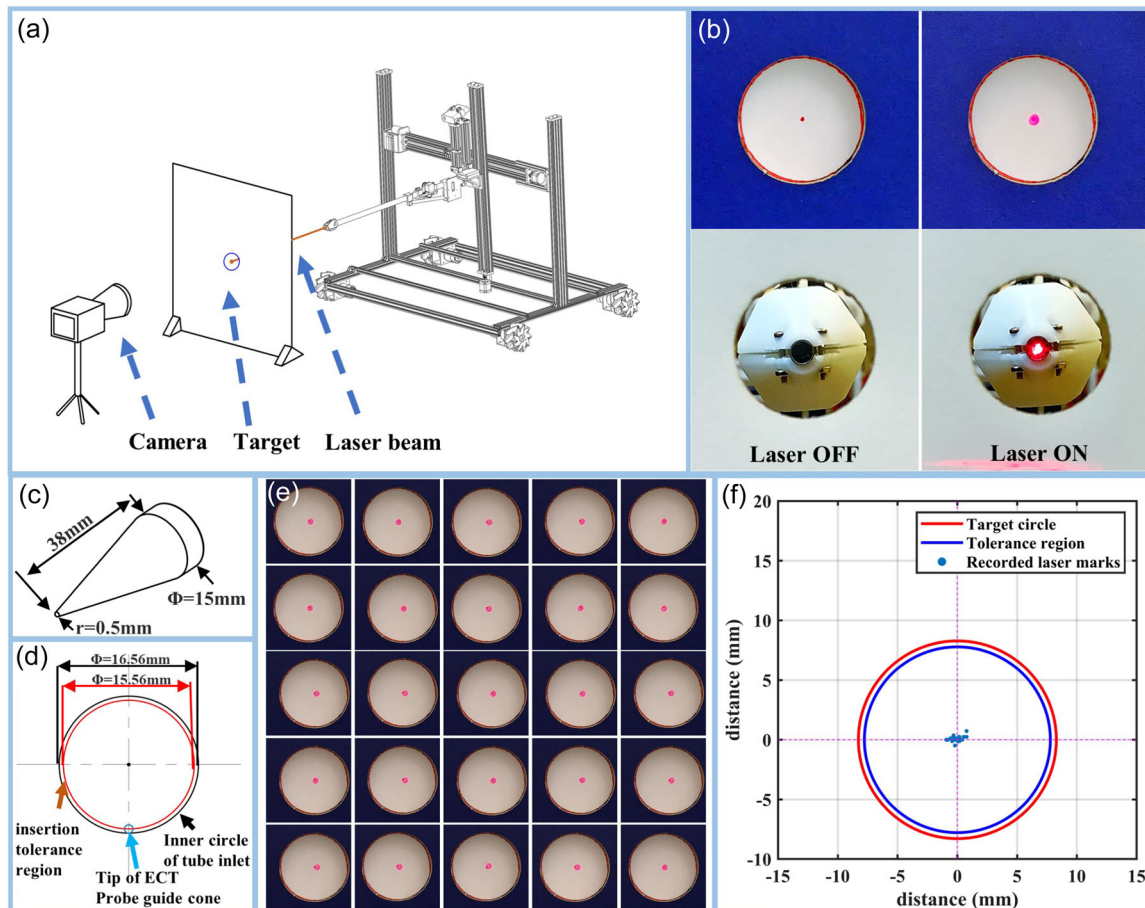 (a)
Camera
Target
Laser beam
(b)
Laser OFF
Laser ON
(c)
38mm
Φ=15mm
r=0.5mm
(d)
Φ=16.56mm
Φ=15.56mm
insertion
tolerance
region
Inner circle
of tube inlet
Tip of ECT
Probe guide cone
(e)
(f)
20
15
10
5
0
-5
-10
distance (mm)
Target circle
Tolerance region
Recorded laser marks
-15
-10
-5
0
5
10
15
distance (mm)